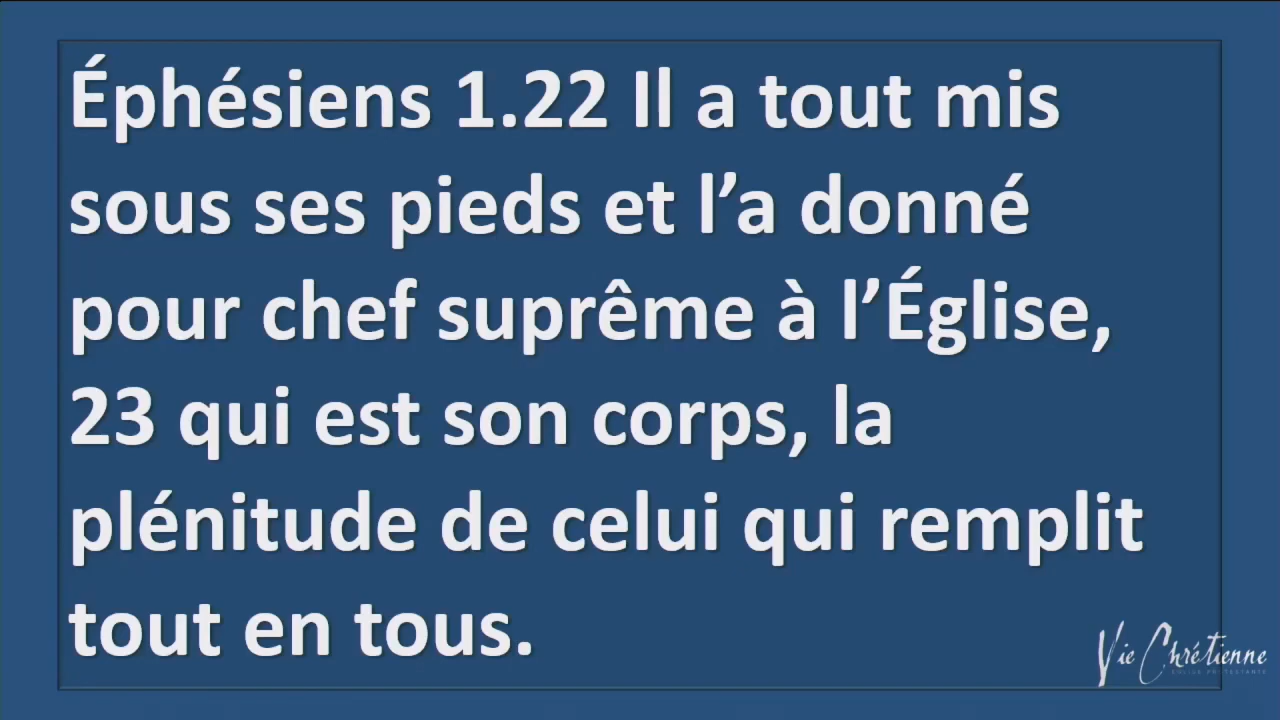 Éphésiens 1.22 Il a tout mis
sous ses pieds et l’a donné
pour chef suprême à l’Église,
23 qui est son corps, la
plénitude de celui qui remplit
tout en tous.
Vie Chrétienne